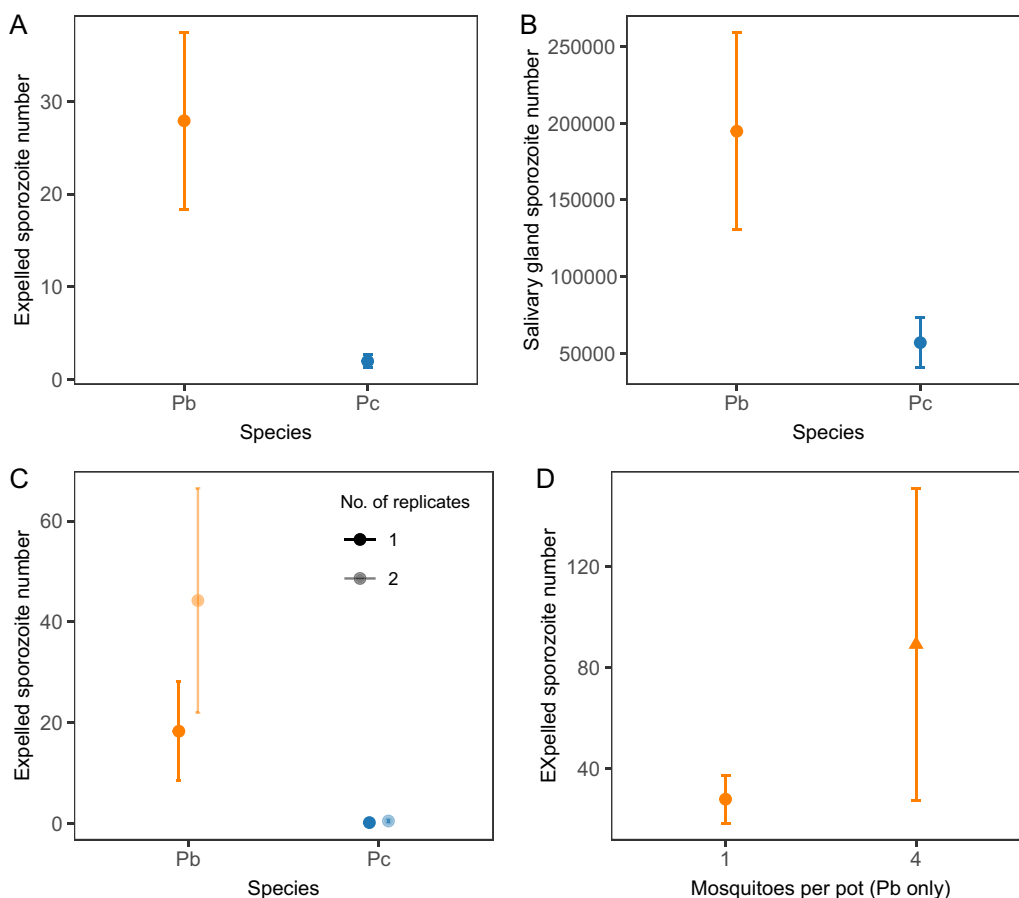 A
Expelled sporozoite number
30
20
10
0
Pb
Pc
Species
B
Salivary gland sporozoite number
250000
200000
150000
100000
50000
Pb
Pc
Species
C
Expelled sporozoite number
60
40
20
0
No. of replicates
1
2
Pb
Pc
Species
D
EXpelled sporozoite number
120
80
40
1
4
Mosquitoes per pot (Pb only)